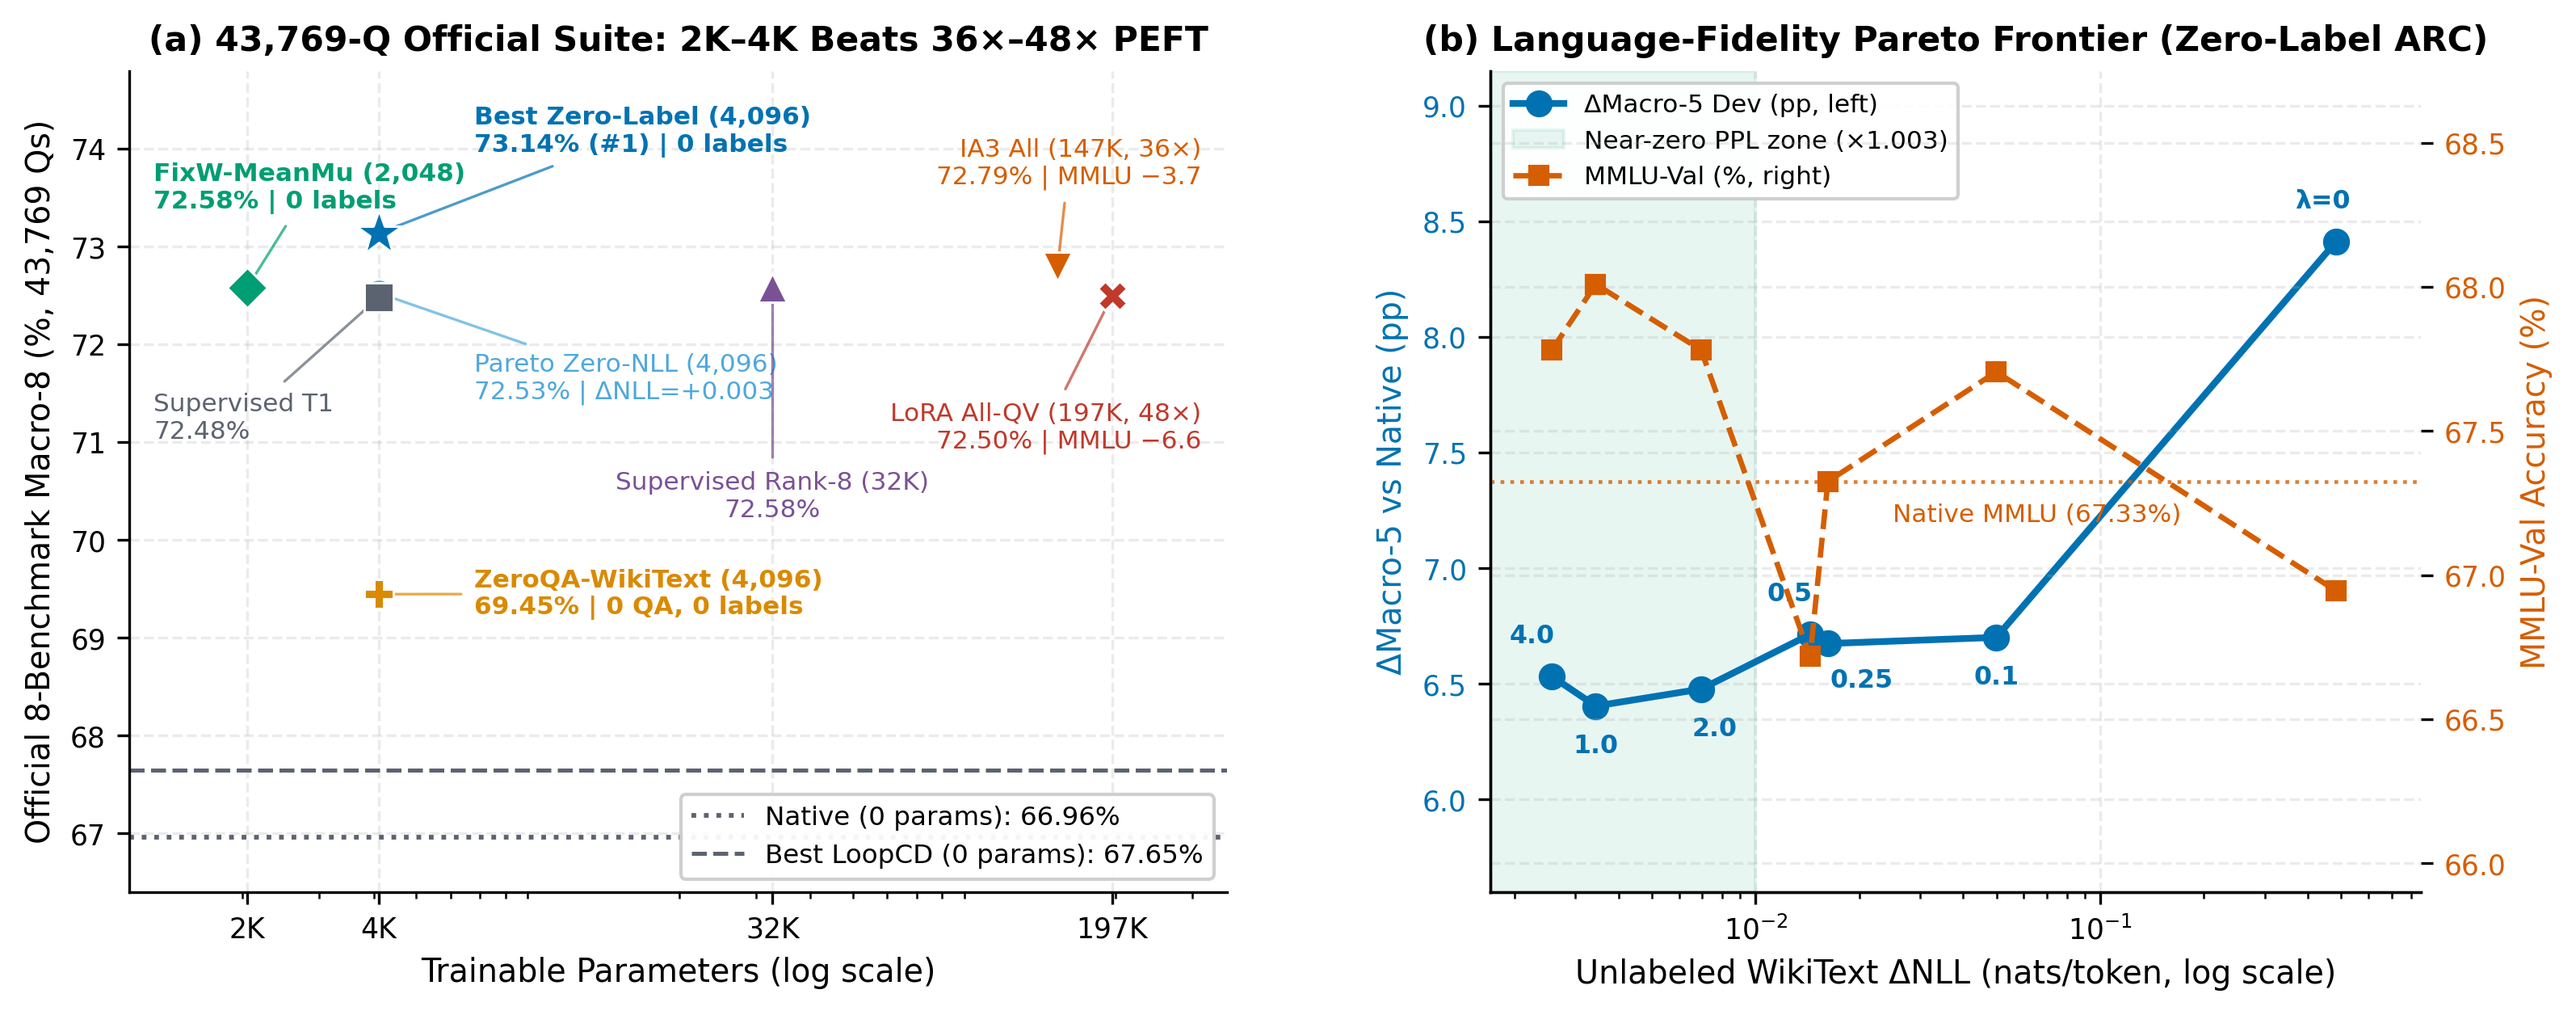 (a) 43,769-Q Official Suite: 2K–4K Beats 36×–48× PEFT
Official 8-Benchmark Macro-8 (%, 43,769 Qs)
74
73
72
71
70
69
68
67
Best Zero-Label (4,096)
73.14% (#1) | 0 labels
FixW-MeanMu (2,048)
72.58% | 0 labels
IA3 All (147K, 36×)
72.79% | MMLU −3.7
Pareto Zero-NLL (4,096)
72.53% | ΔNLL=+0.003
Supervised T1
72.48%
LoRA All-QV (197K, 48×)
72.50% | MMLU −6.6
Supervised Rank-8 (32K)
72.58%
ZeroQA-WikiText (4,096)
69.45% | 0 QA, 0 labels
Native (0 params): 66.96%
Best LoopCD (0 params): 67.65%
2K
4K
32K
197K
Trainable Parameters (log scale)
(b) Language-Fidelity Pareto Frontier (Zero-Label ARC)
ΔMacro-5 vs Native (pp)
9.0
8.5
8.0
7.5
7.0
6.5
6.0
ΔMacro-5 Dev (pp, left)
Near-zero PPL zone (×1.003)
MMLU-Val (%, right)
λ=0
Native MMLU (67.33%)
0.5
4.0
0.25
0.1
2.0
1.0
68.5
68.0
67.5
67.0
66.5
66.0
MMLU-Val Accuracy (%)
10⁻²
10⁻¹
Unlabeled WikiText ΔNLL (nats/token, log scale)